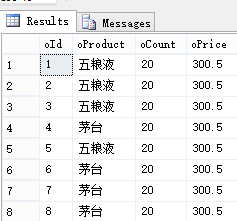 Results Messages
oId oProduct oCount oPrice
1 1 五粮液 20 300.5
2 2 五粮液 20 300.5
3 3 五粮液 20 300.5
4 4 茅台 20 300.5
5 5 五粮液 20 300.5
6 6 茅台 20 300.5
7 7 茅台 20 300.5
8 8 茅台 20 300.5